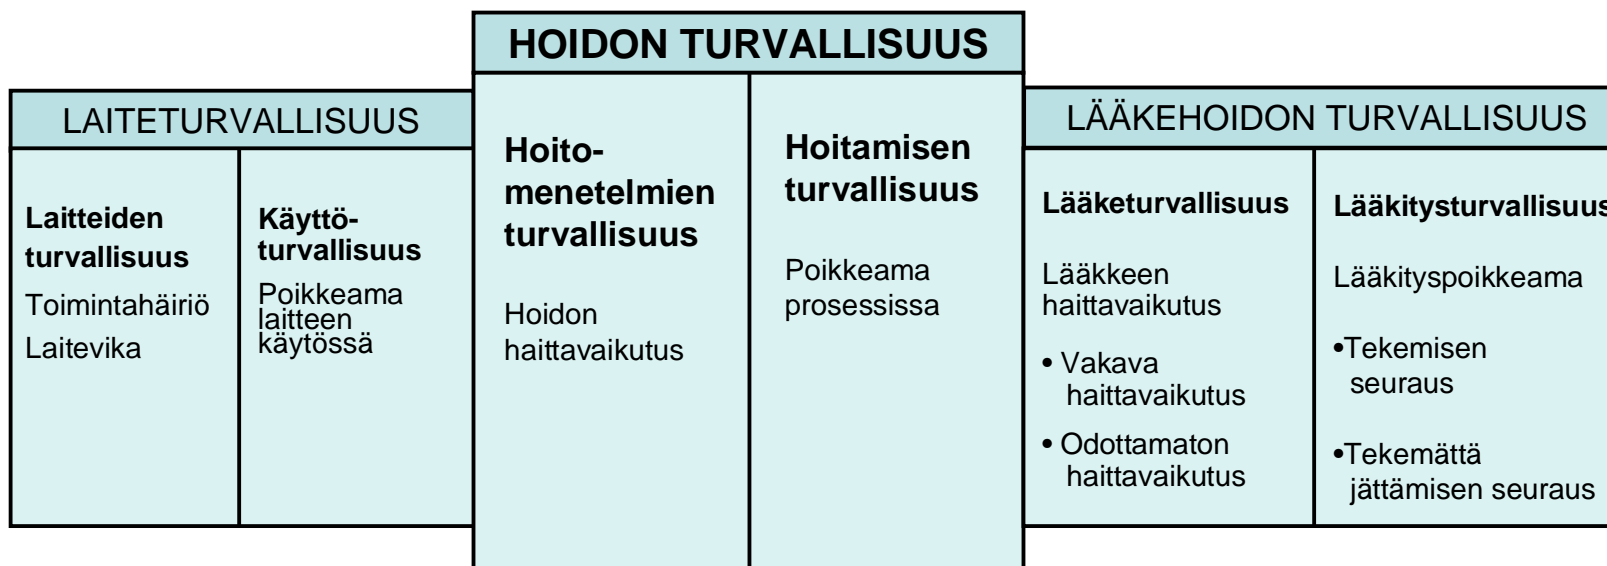 HOIDON TURVALLISUUS
LAITETURVALLISUUS
Laitteiden
turvallisuus
Toimintahäiriö
Laitevika
Käyttö-
turvallisuus
Poikkeama
laitteen
käytössä
Hoito-
menetelmien
turvallisuus
Hoidon
haittavaikutus
Hoitamisen
turvallisuus
Poikkeama
prosessissa
LÄÄKEHOIDON TURVALLISUUS
Lääketurvallisuus
Lääkkeen
haittavaikutus
• Vakava
haittavaikutus
• Odottamaton
haittavaikutus
Lääkitysturvallisuus
Lääkityspoikkeama
•Tekemisen
seuraus
•Tekemättä
jättämisen seuraus